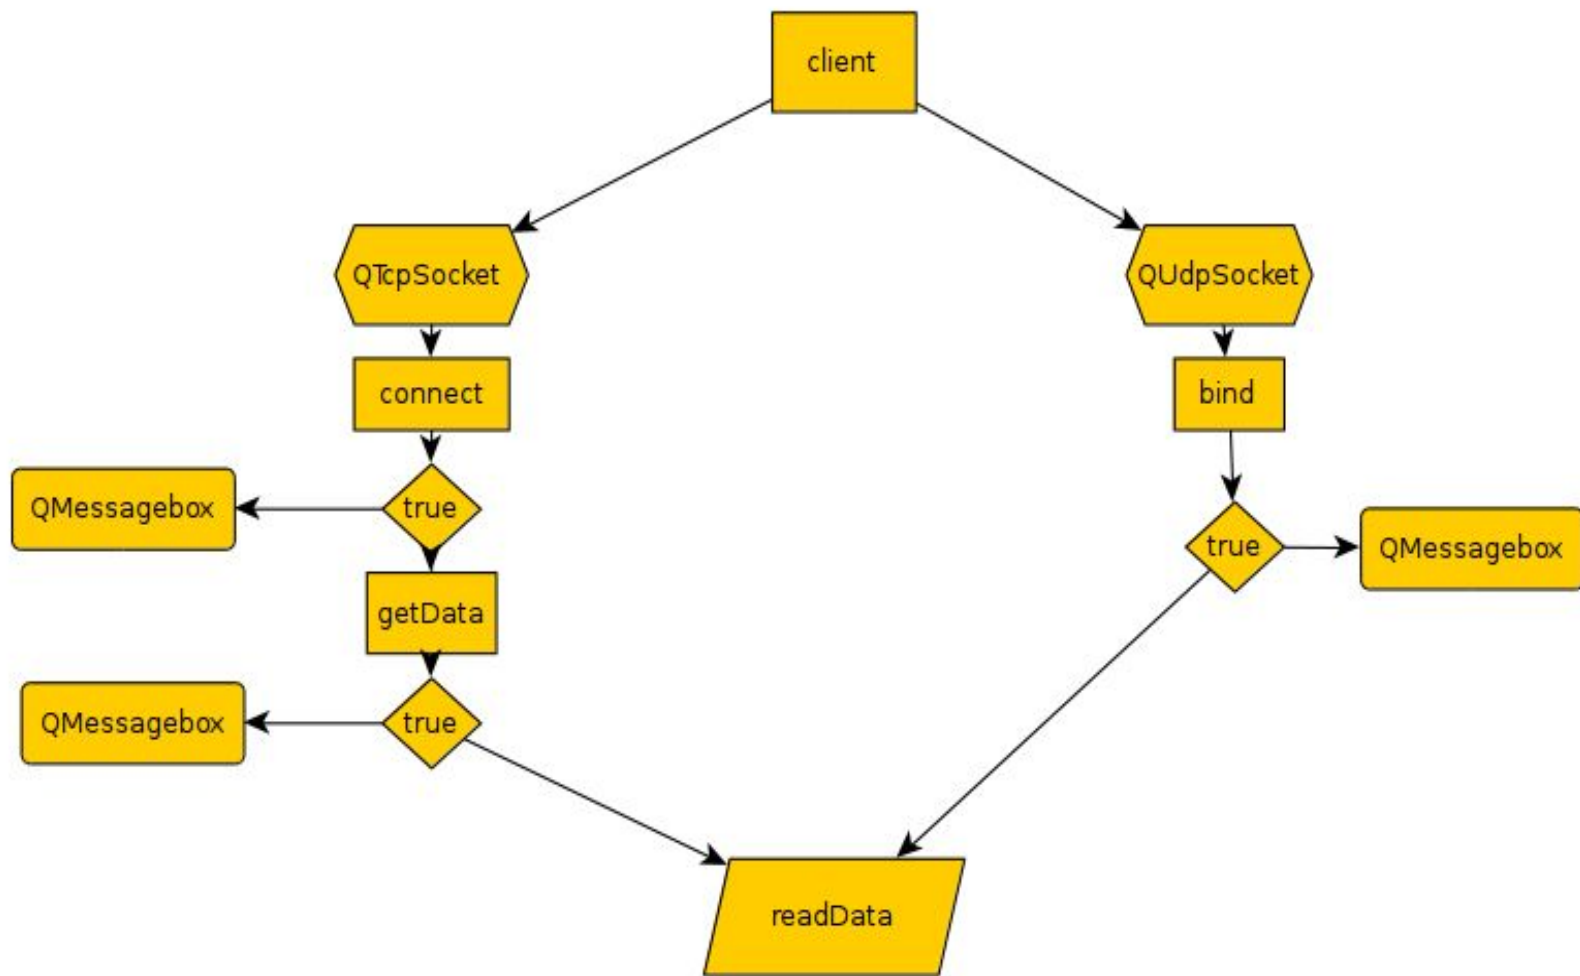 client
QTcpSocket
QUdpSocket
connect
bind
QMessagebox
true
true
QMessagebox
getData
QMessagebox
true
readData